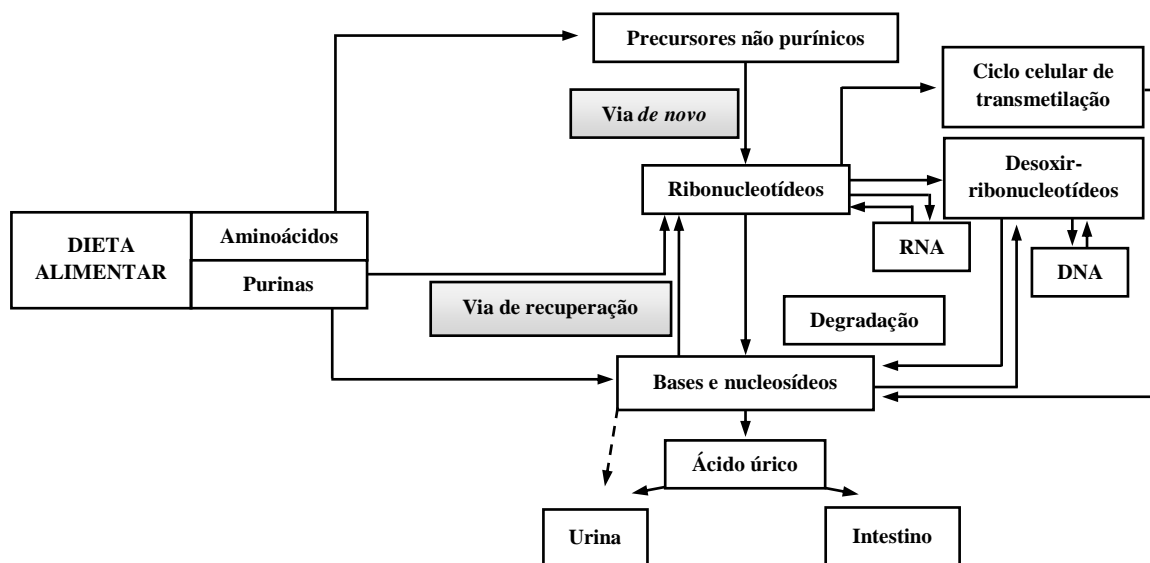 Precursores não purínicos
Ciclo celular de
transmetilação
Via de novo
Desoxir-
ribonucleotídeos
Ribonucleotídeos
DIETA
ALIMENTAR
Aminoácidos
Purinas
RNA
DNA
Via de recuperação
Degradação
Bases e nucleosídeos
Ácido úrico
Urina
Intestino